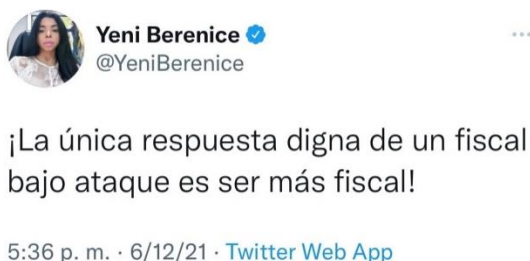 Yeni Berenice
@YeniBerenice
¡La única respuesta digna de un fiscal
bajo ataque es ser más fiscal!
5:36 p. m. · 6/12/21 · Twitter Web App